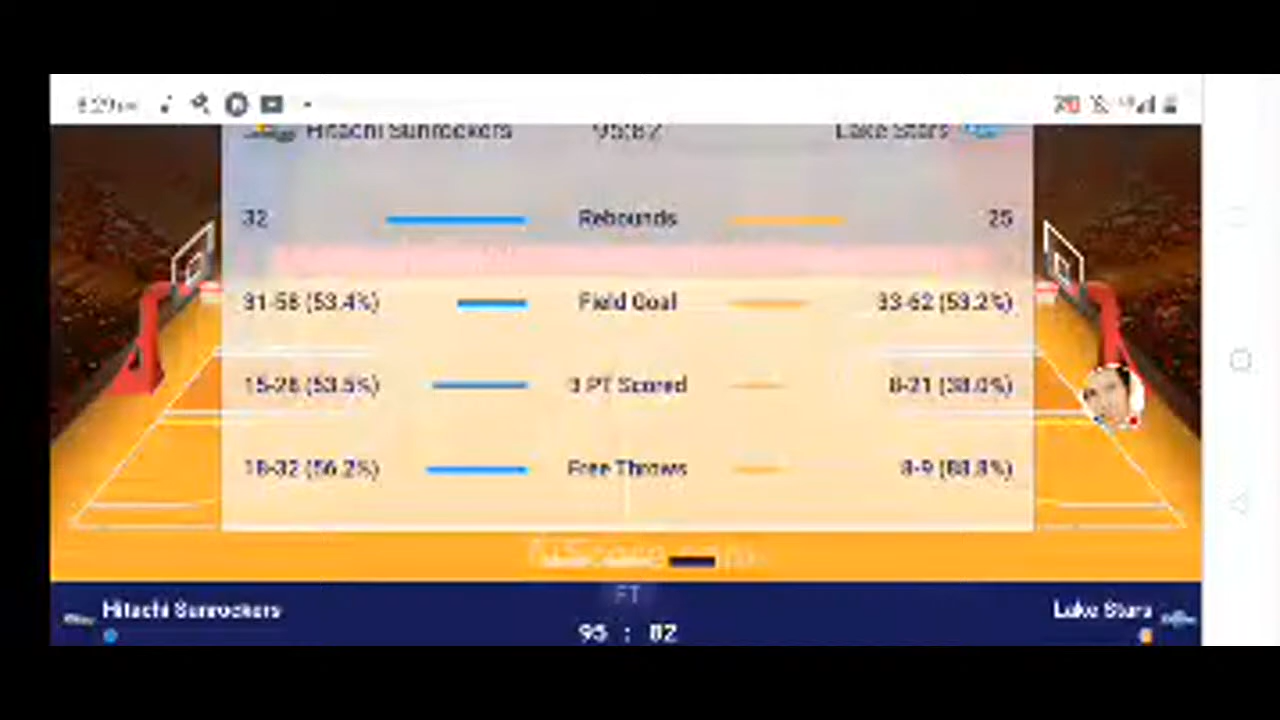 Hitachi Sunrockers 95:82 Lake Stars
32 Rebounds 25
31-58 (53.4%) Field Goal 33-62 (53.2%)
15-28 (53.5%) 3 PT Scored 8-21 (38.0%)
18-32 (56.2%) Free Throws 8-9 (88.8%)
FT
Hitachi Sunrockers 95 : 82 Lake Stars